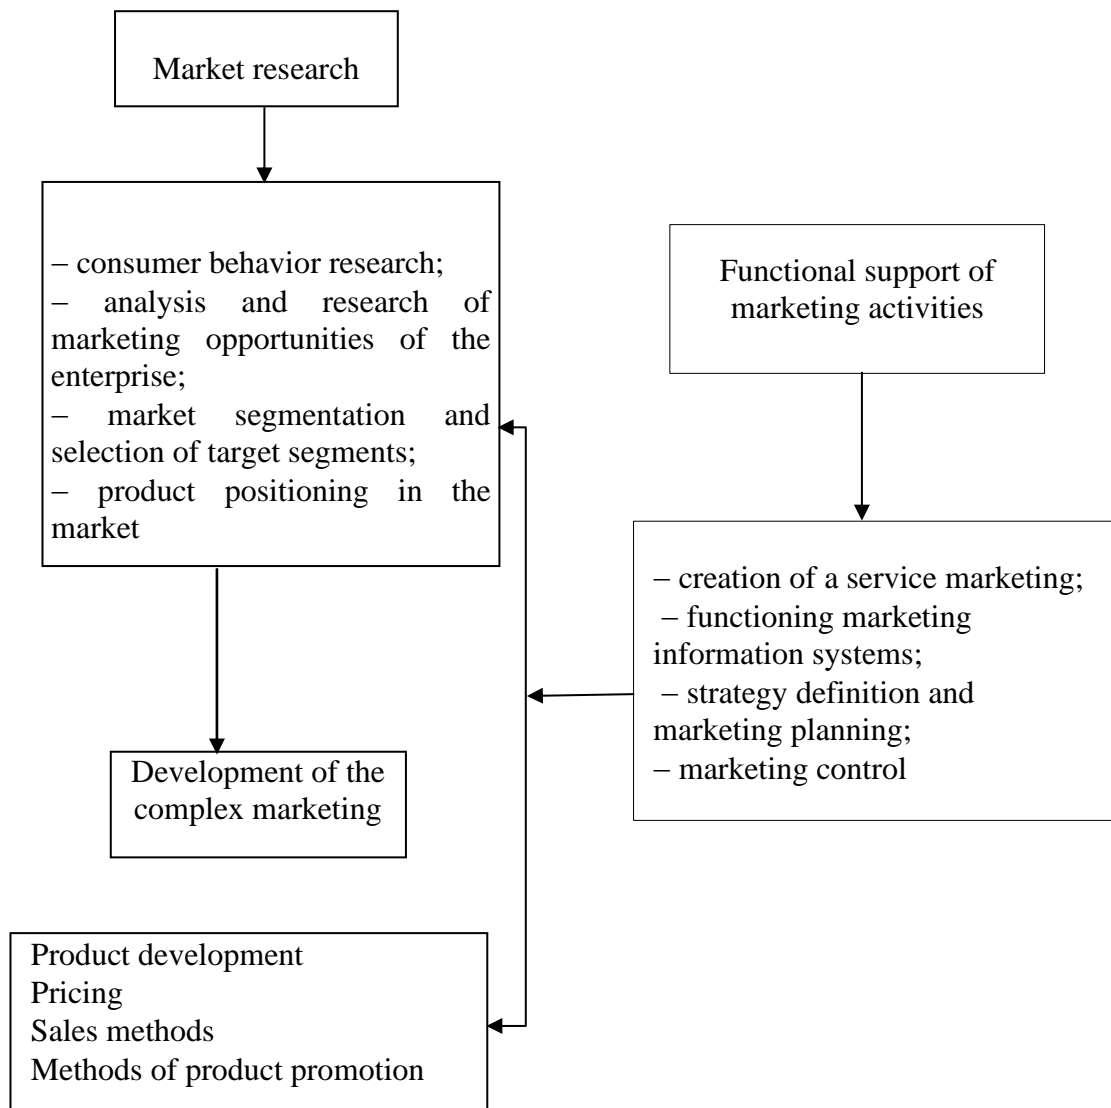 Market research
– consumer behavior research;
– analysis and research of
marketing opportunities of the
enterprise;
– market segmentation and
selection of target segments;
– product positioning in the
market
Functional support of
marketing activities
– creation of a service marketing;
– functioning marketing
information systems;
– strategy definition and
marketing planning;
– marketing control
Development of the
complex marketing
Product development
Pricing
Sales methods
Methods of product promotion